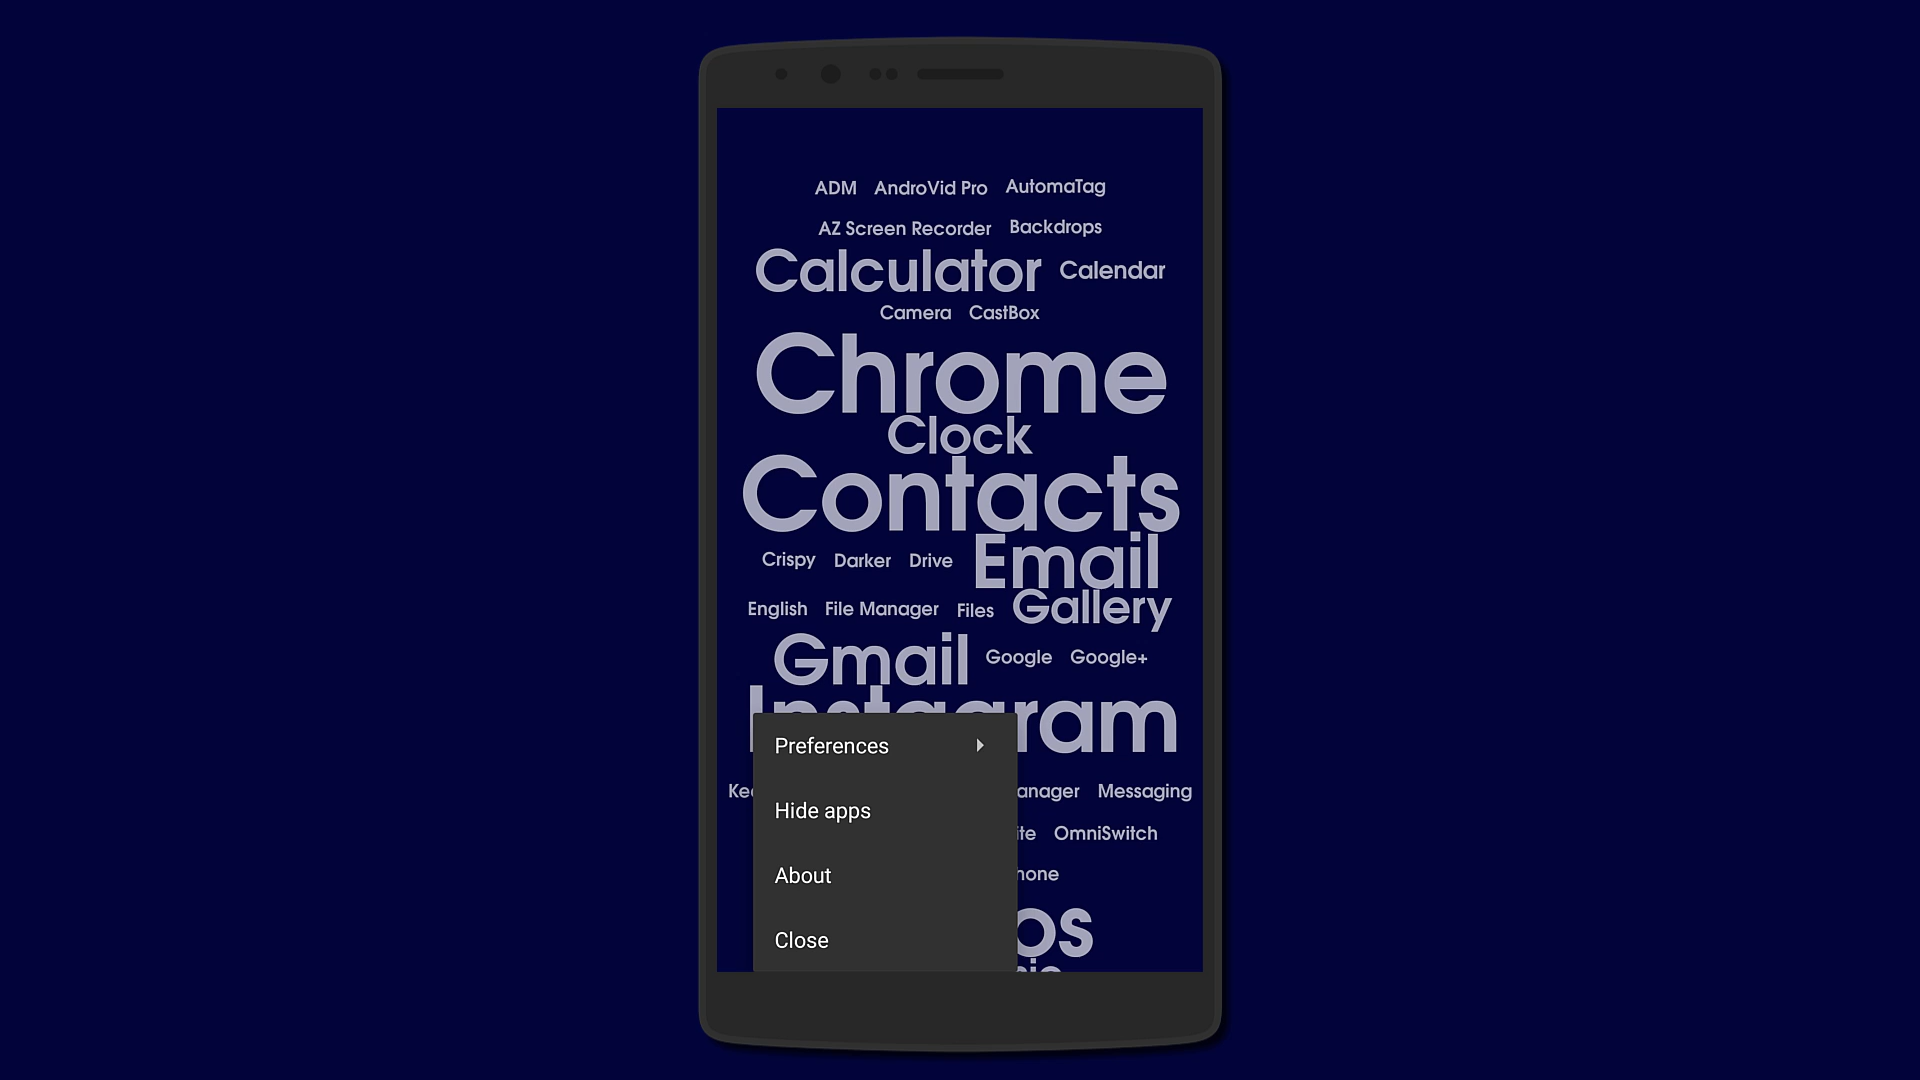 ADM AndroVid Pro AutomaTag
AZ Screen Recorder Backdrops
Calculator Calendar
Camera CastBox
Chrome
Clock
Contacts
Crispy Darker Drive Email
English File Manager Files Gallery
Gmail Google Google+
Instagram
Preferences
Messaging
Hide apps
OmniSwitch
About
Close